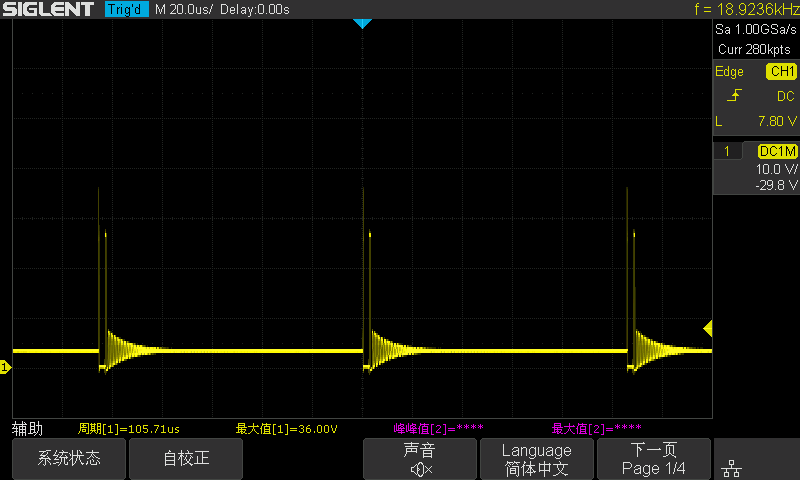 SIGLENT Trig'd M 20.0us/ Delay:0.00s f = 18.9236kHz
Sa 1.00GSa/s
Curr 280kpts
Edge CH1
DC
L 7.80 V
1 DC1M
10.0 V/
-29.8 V
1
辅助 周期[1]=105.71us 最大值[1]=36.00V 峰峰值[2]=**** 最大值[2]=****
系统状态 自校正 声音 Language 下一页
简体中文 Page 1/4